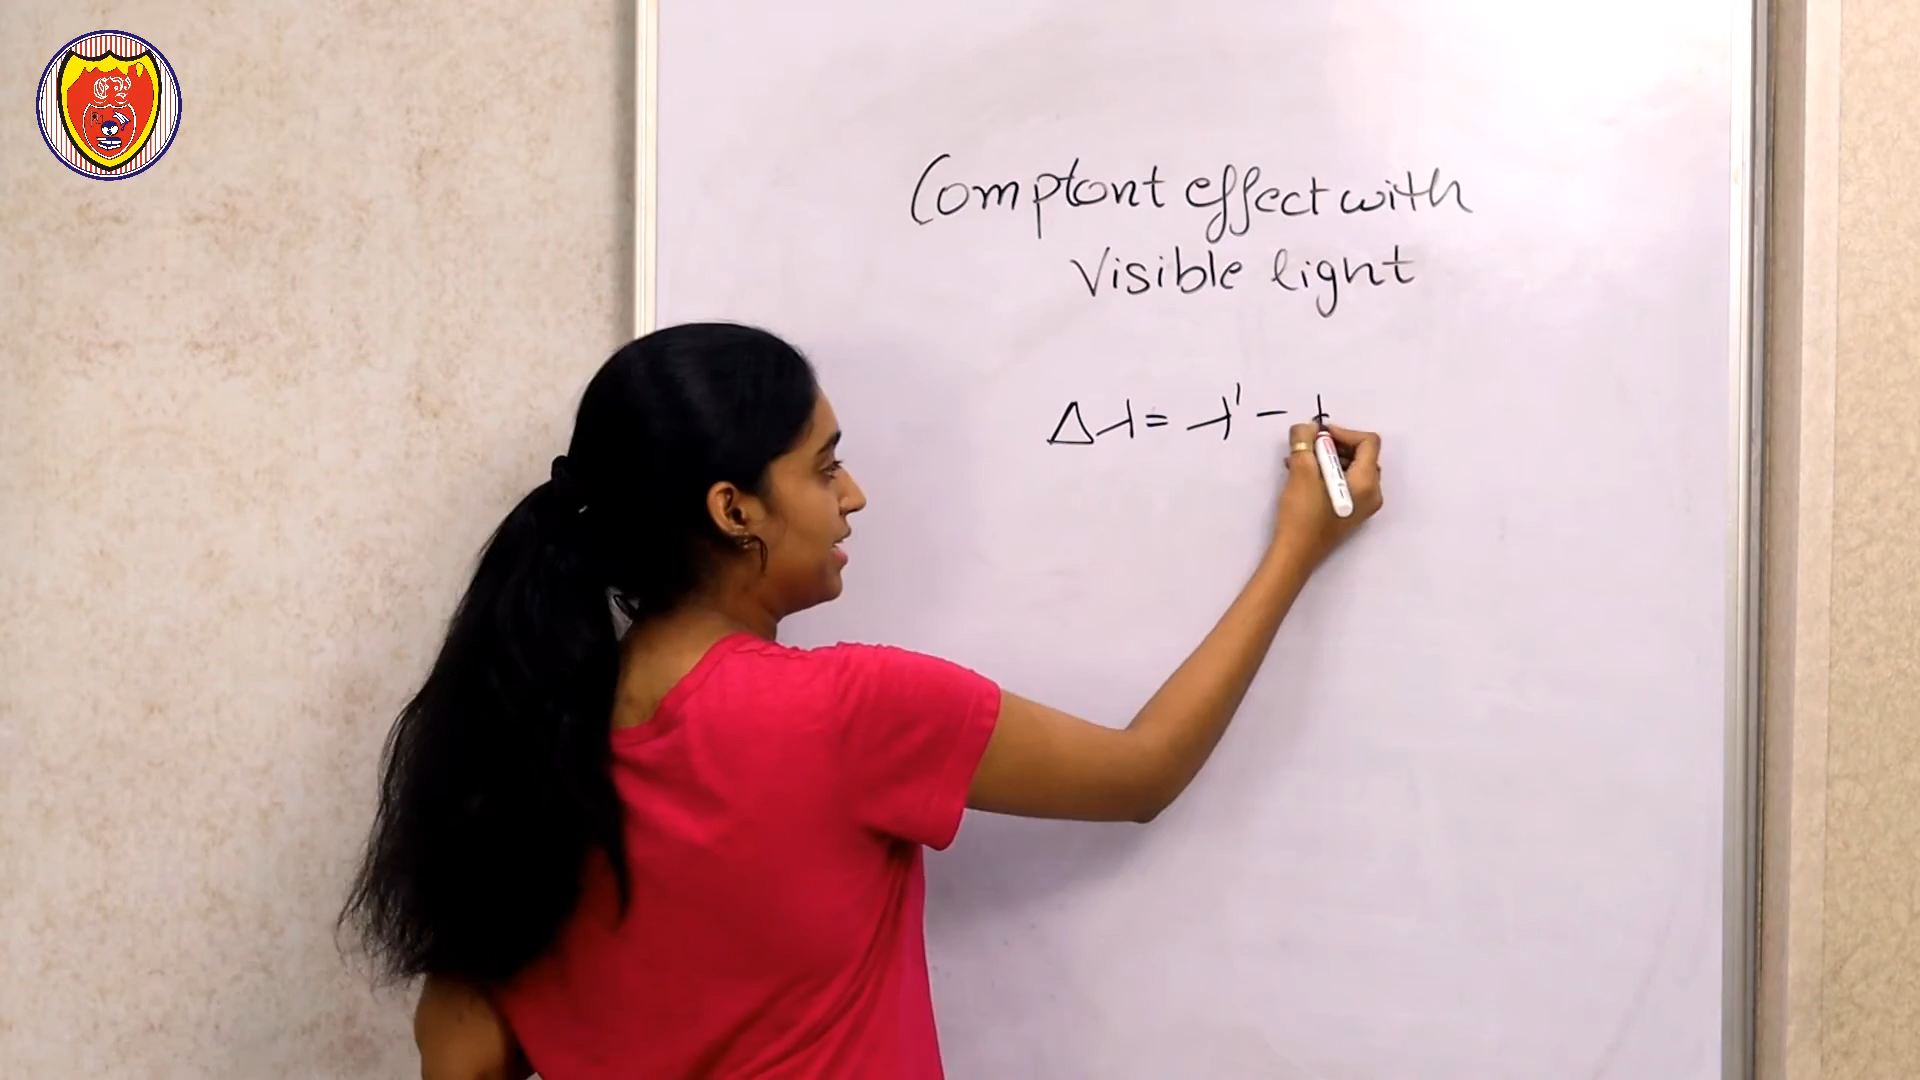 Comptont effect with
Visible light
Δλ = λ' - λ